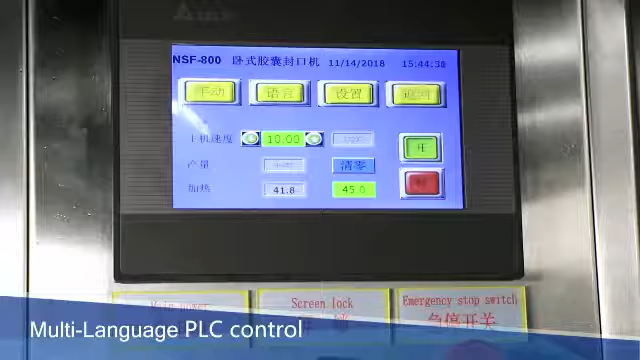 NSF-800 卧式胶囊封口机 11/14/2018 15:44:38
手动 语言 设置 返回
主机速度 10.00
产量 清零
加热 41.8 45.0
Screen lock
Emergency stop switch
急停开关
Multi-Language PLC control